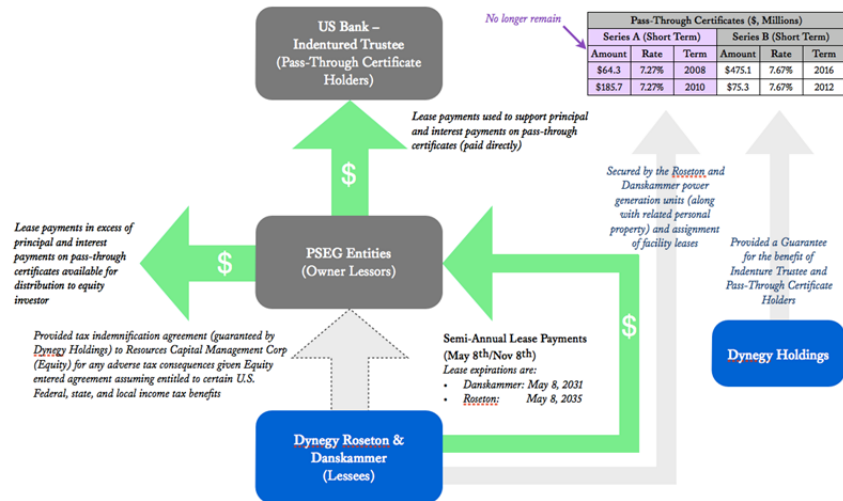 US Bank –
Indentured Trustee
(Pass-Through Certificate
Holders)
No longer remain
Pass-Through Certificates ($, Millions)
Series A (Short Term) Series B (Short Term)
Amount Rate Term Amount Rate Term
$64.3 7.27% 2008 $475.1 7.67% 2016
$185.7 7.27% 2010 $75.3 7.67% 2012
Lease payments used to support principal
and interest payments on pass-through
certificates (paid directly)
$
Secured by the Roseton and
Danskammer power
generation units (along
with related personal
property) and assignment
of facility leases
Lease payments in excess of
principal and interest
payments on pass-through
certificates available for
distribution to equity
investor
$
PSEG Entities
(Owner Lessors)
Provided a Guarantee
for the benefit of
Indenture Trustee and
Pass-Through Certificate
Holders
Provided tax indemnification agreement (guaranteed by
Dynegy Holdings) to Resources Capital Management Corp
(Equity) for any adverse tax consequences given Equity
entered agreement assuming entitled to certain U.S.
Federal, state, and local income tax benefits
Semi-Annual Lease Payments
(May 8th/Nov 8th)
Lease expirations are:
• Danskammer: May 8, 2031
• Roseton: May 8, 2035
$
Dynegy Holdings
Dynegy Roseton &
Danskammer
(Lessees)